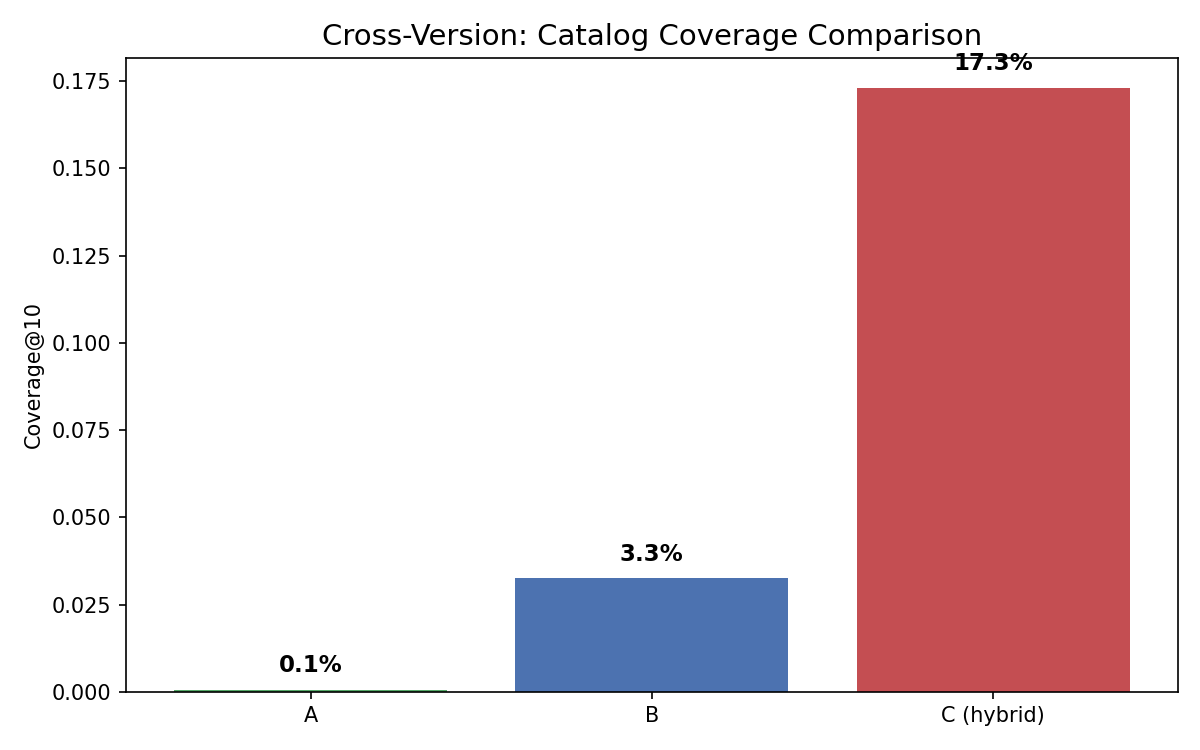 Cross-Version: Catalog Coverage Comparison
17.3%
0.175
0.150
0.125
0.100
Coverage@10
0.075
0.050
3.3%
0.025
0.1%
0.000
A
B
C (hybrid)